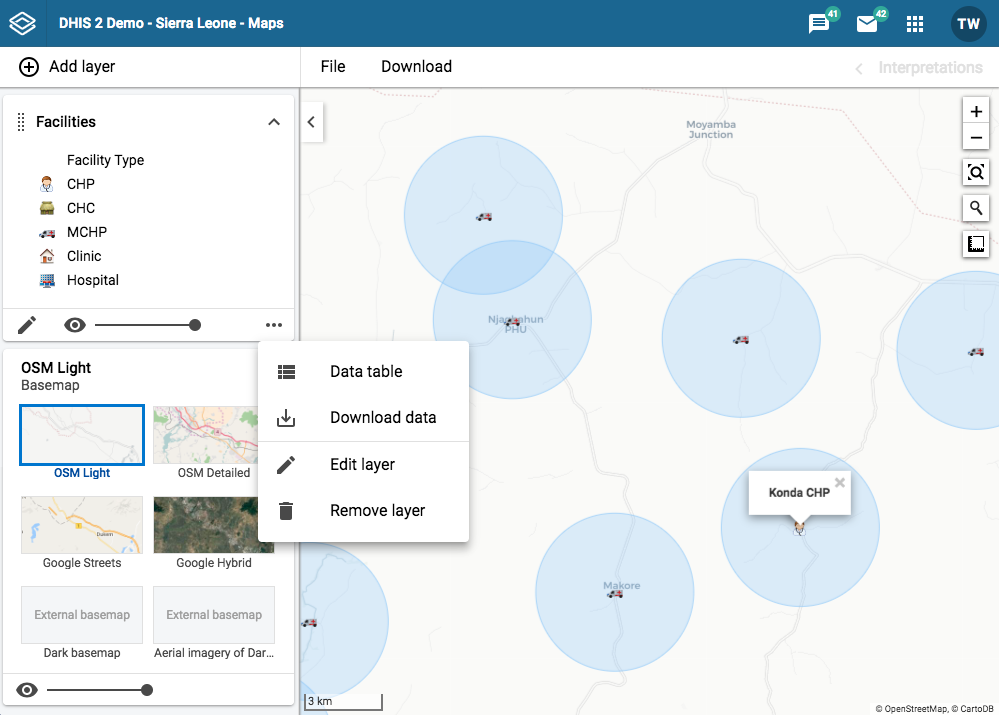 DHIS 2 Demo - Sierra Leone - Maps
41
42
TW
Add layer
File
Download
Interpretations
Facilities
Facility Type
CHP
CHC
MCHP
Clinic
Hospital
OSM Light
Basemap
OSM Light
OSM Detailed
Google Streets
Google Hybrid
External basemap
External basemap
Dark basemap
Aerial imagery of Dar...
Data table
Download data
Edit layer
Remove layer
Moyamba
Junction
PHU
Konda CHP
Makore
3 km
© OpenStreetMap, © CartoDB